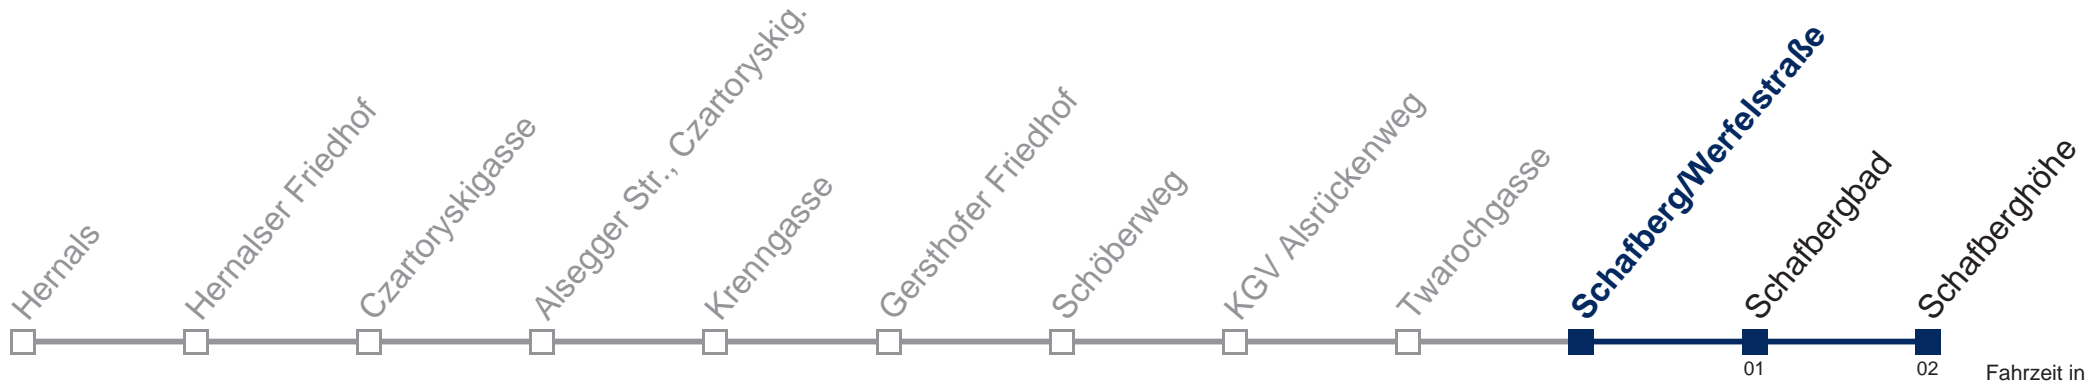 Hernals
Hernalser Friedhof
Czartoryskigasse
Alsegger Str., Czartoryskig.
Krenngasse
Gersthofer Friedhof
Schöberweg
KGV Alsrückenweg
Twarochgasse
Schafberg/Werfelstraße
Schafbergbad
Schafberghöhe
01
02
Fahrzeit in